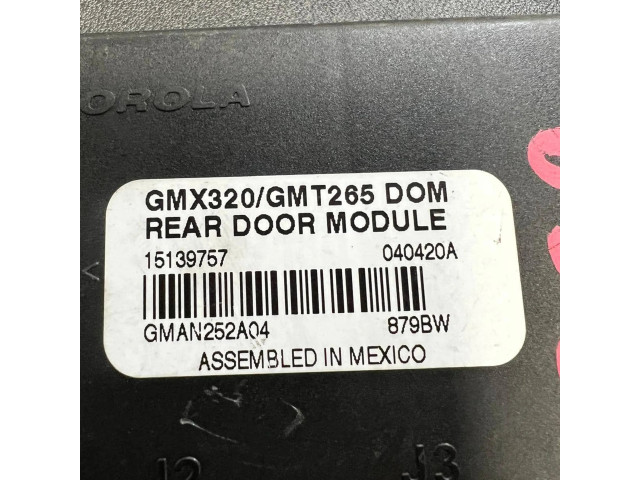 OROLA
GMX320/GMT265 DOM
REAR DOOR MODULE
15139757 040420A
GMAN252A04 879BW
ASSEMBLED IN MEXICO
J2 J3